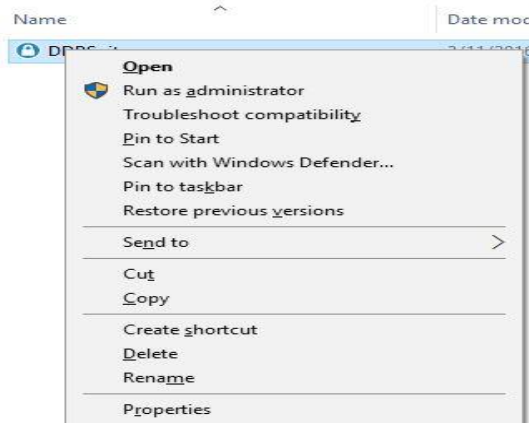 Name
Date mod
Open
Run as administrator
Troubleshoot compatibility
Pin to Start
Scan with Windows Defender...
Pin to taskbar
Restore previous versions
Send to
Cut
Copy
Create shortcut
Delete
Rename
Properties